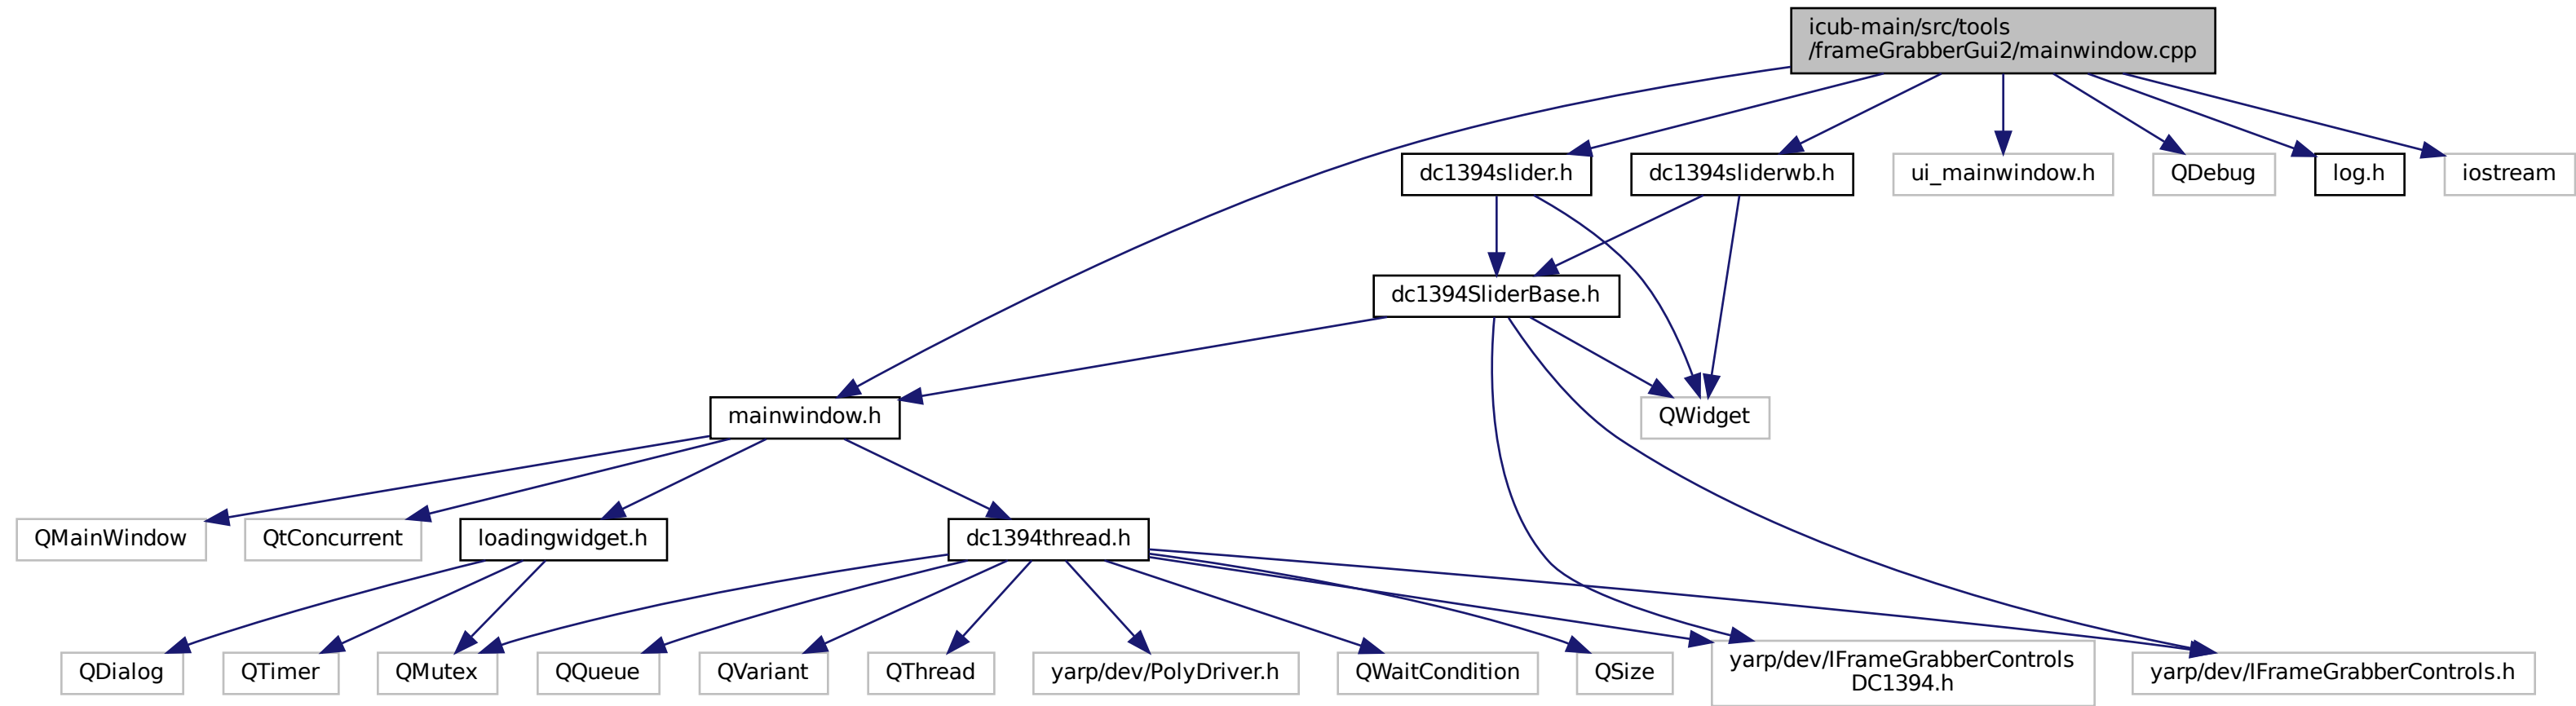 icub-main/src/tools
/frameGrabberGui2/mainwindow.cpp
dc1394slider.h
dc1394sliderwb.h
ui_mainwindow.h
QDebug
log.h
iostream
dc1394SliderBase.h
mainwindow.h
QWidget
QMainWindow
QtConcurrent
loadingwidget.h
dc1394thread.h
QDialog
QTimer
QMutex
QQueue
QVariant
QThread
yarp/dev/PolyDriver.h
QWaitCondition
QSize
yarp/dev/IFrameGrabberControls
DC1394.h
yarp/dev/IFrameGrabberControls.h